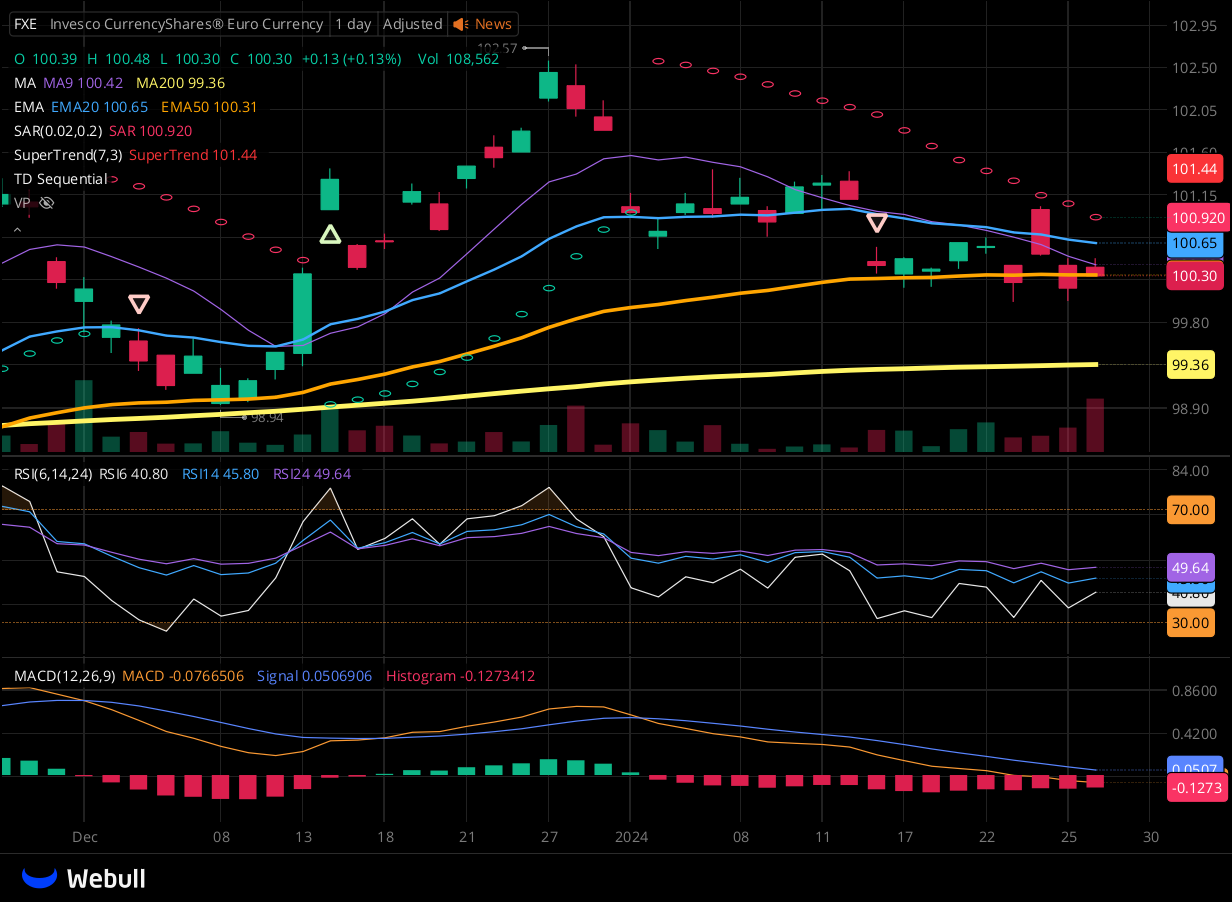 FXE Invesco CurrencyShares® Euro Currency 1 day Adjusted News
O 100.39 H 100.48 L 100.30 C 100.30 +0.13 (+0.13%) Vol 108,562
MA MA9 100.42 MA200 99.36
EMA EMA20 100.65 EMA50 100.31
SAR(0.02,0.2) SAR 100.920
SuperTrend(7,3) SuperTrend 101.44
TD Sequential
VP
102.95
102.50
102.05
101.60
101.44
101.15
100.920
100.65
100.30
99.80
99.36
98.90
102.57
98.94
RSI(6,14,24) RSI6 40.80 RSI14 45.80 RSI24 49.64
84.00
70.00
49.64
40.80
30.00
MACD(12,26,9) MACD -0.0766506 Signal 0.0506906 Histogram -0.1273412
0.8600
0.4200
0.0507
-0.1273
Dec 08 13 18 21 27 2024 08 11 17 22 25 30
Webull